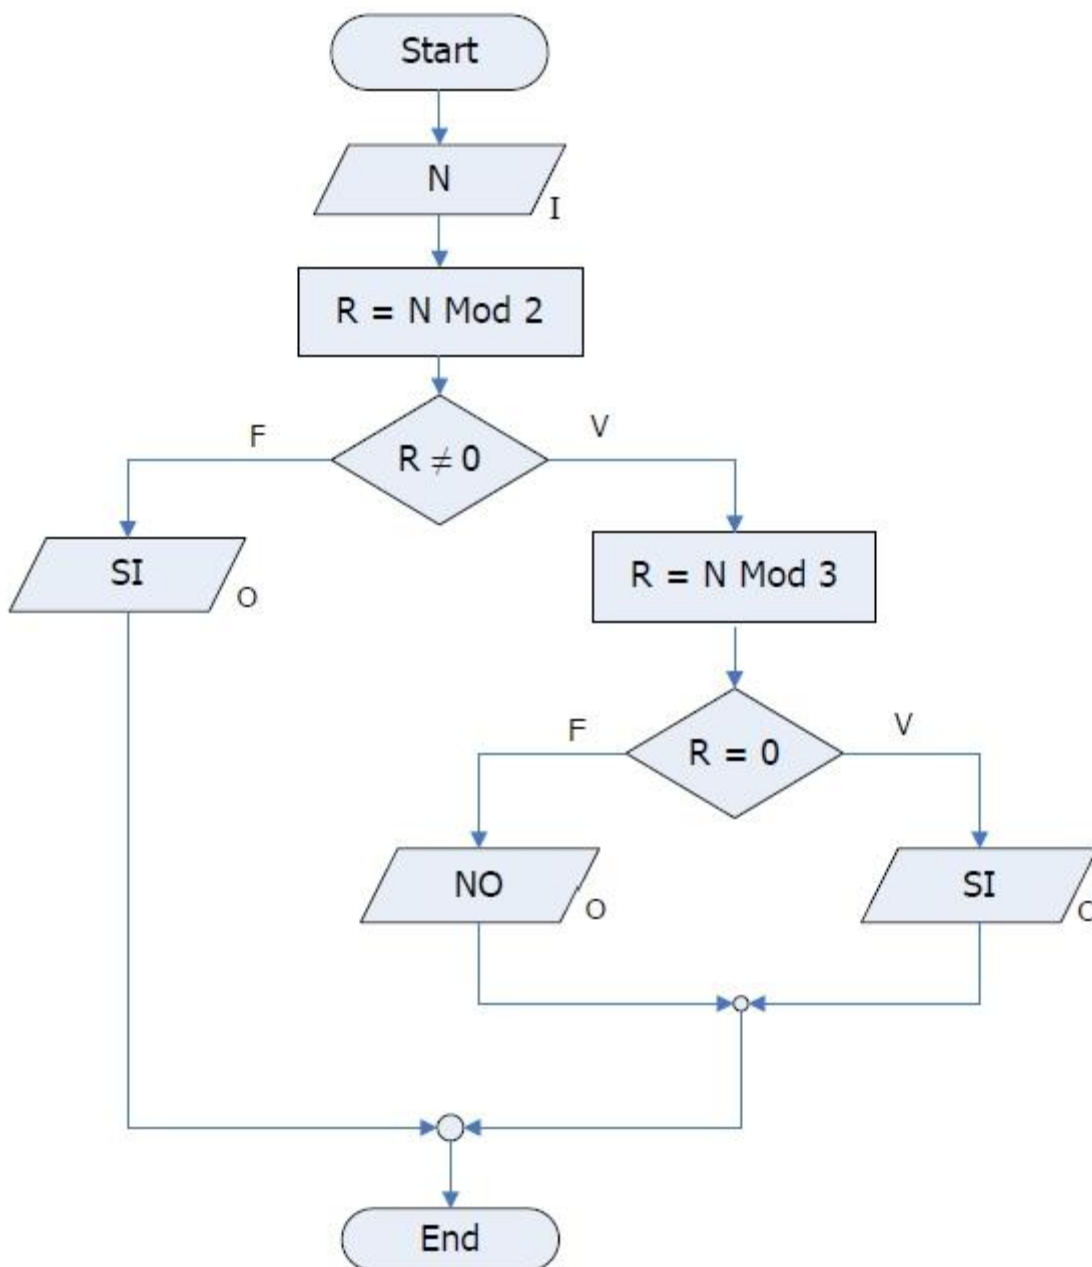 Start
N
I
R = N Mod 2
F
V
R ≠ 0
SI
O
R = N Mod 3
F
V
R = 0
NO
O
SI
O
End